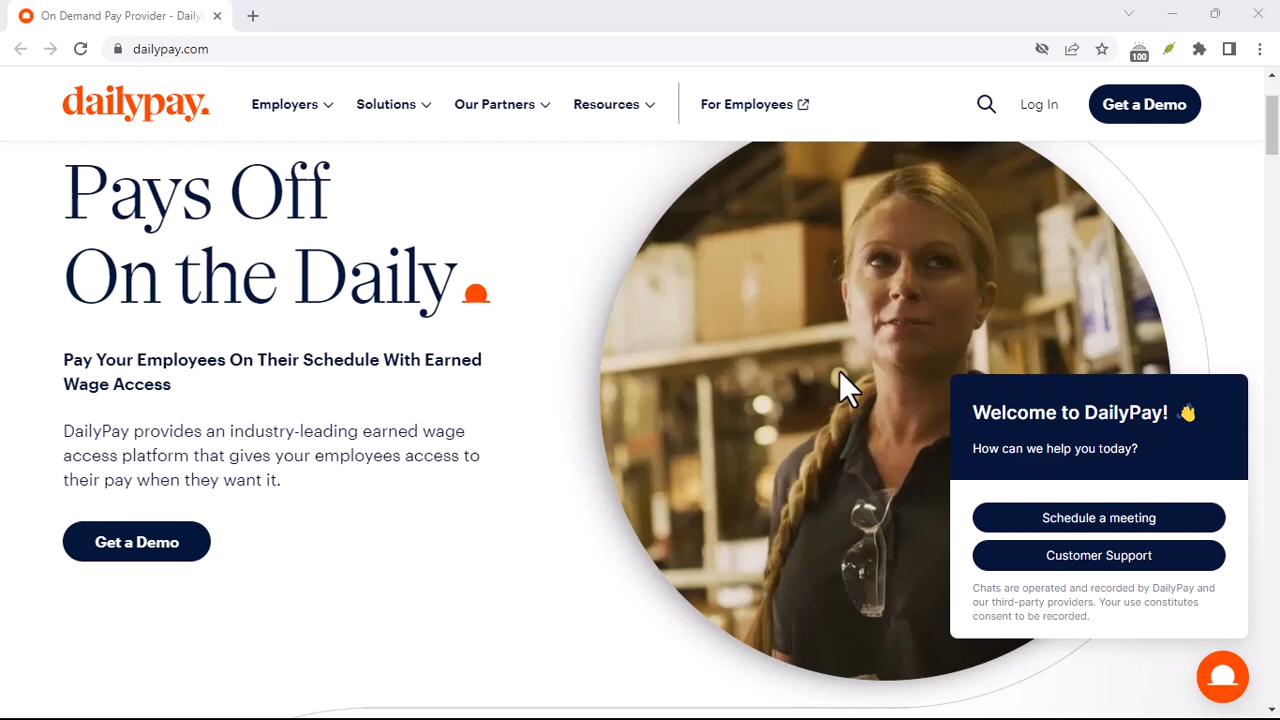 On Demand Pay Provider - Daily
dailypay.com
100
dailypay.
Employers
Solutions
Our Partners
Resources
For Employees
Log In
Get a Demo
Pays Off
On the Daily
Pay Your Employees On Their Schedule With Earned
Wage Access
DailyPay provides an industry-leading earned wage
access platform that gives your employees access to
their pay when they want it.
Get a Demo
Welcome to DailyPay! 👋
How can we help you today?
Schedule a meeting
Customer Support
Chats are operated and recorded by DailyPay and
our third-party providers. Your use constitutes
consent to be recorded.